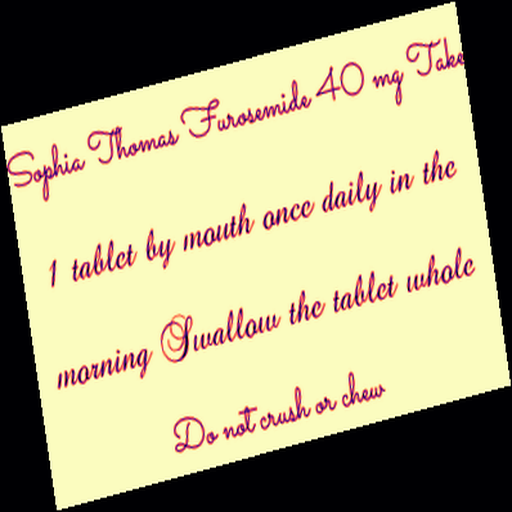 Sophia Thomas Furosemide 40 mg Take
1 tablet by mouth once daily in the
morning Swallow the tablet whole
Do not crush or chew